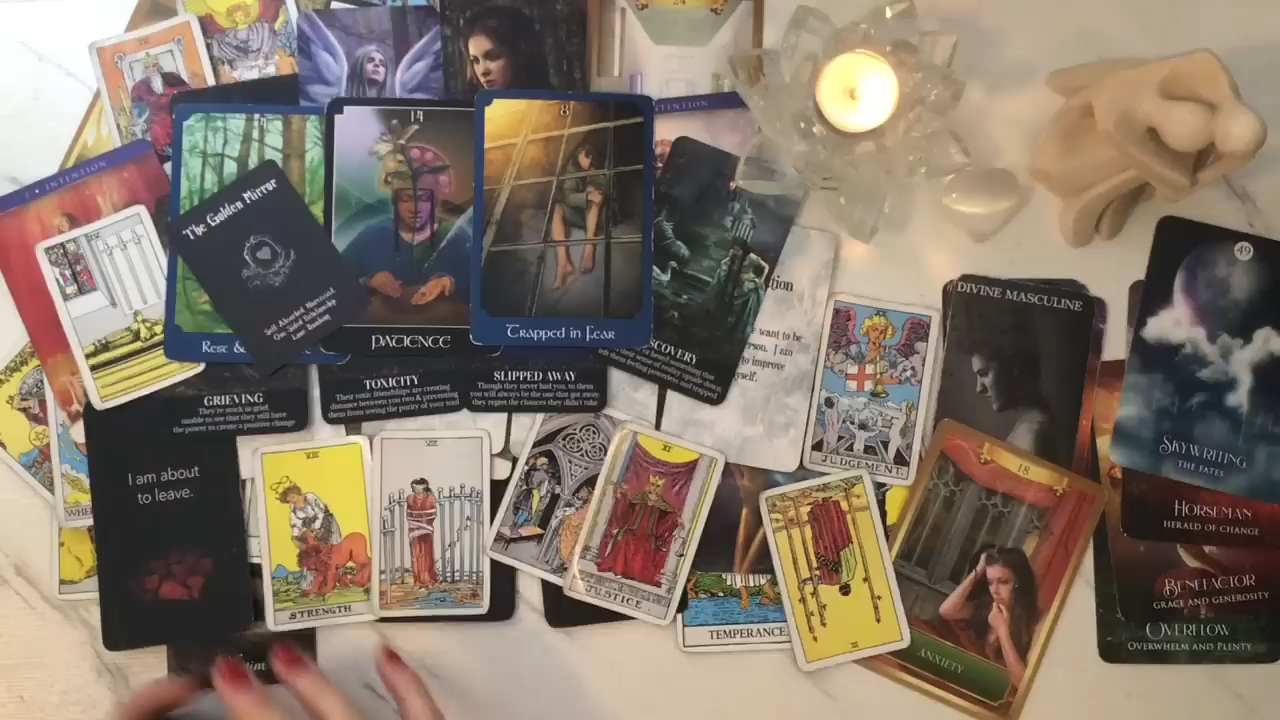 24
7 • INTENTION
INTENTION
14
8
The Golden Mirror
Self Absorbed Narcissist
One Sided Relationship
Love Bombing
Rest &
PATIENCE
Trapped in Fear
GRIEVING
They're stuck in grief
unable to see that they still have
the power to create a positive change
TOXICITY
Their toxic friendships are creating
distance between you two & preventing
them from seeing the purity of your soul
SLIPPED AWAY
Though they never had you, to them
you will always be the one that got away
they regret the chances they didn't take
want to be
I am
to improve
JUDGEMENT.
DIVINE MASCULINE
49
SKYWRITING
THE FATES
HORSEMAN
HERALD OF CHANGE
BENEFACTOR
GRACE AND GENEROSITY
OVERFLOW
OVERWHELM AND PLENTY
I am about
to leave.
VIII
STRENGTH.
VIII
XI
JUSTICE
TEMPERANCE.
18
ANXIETY